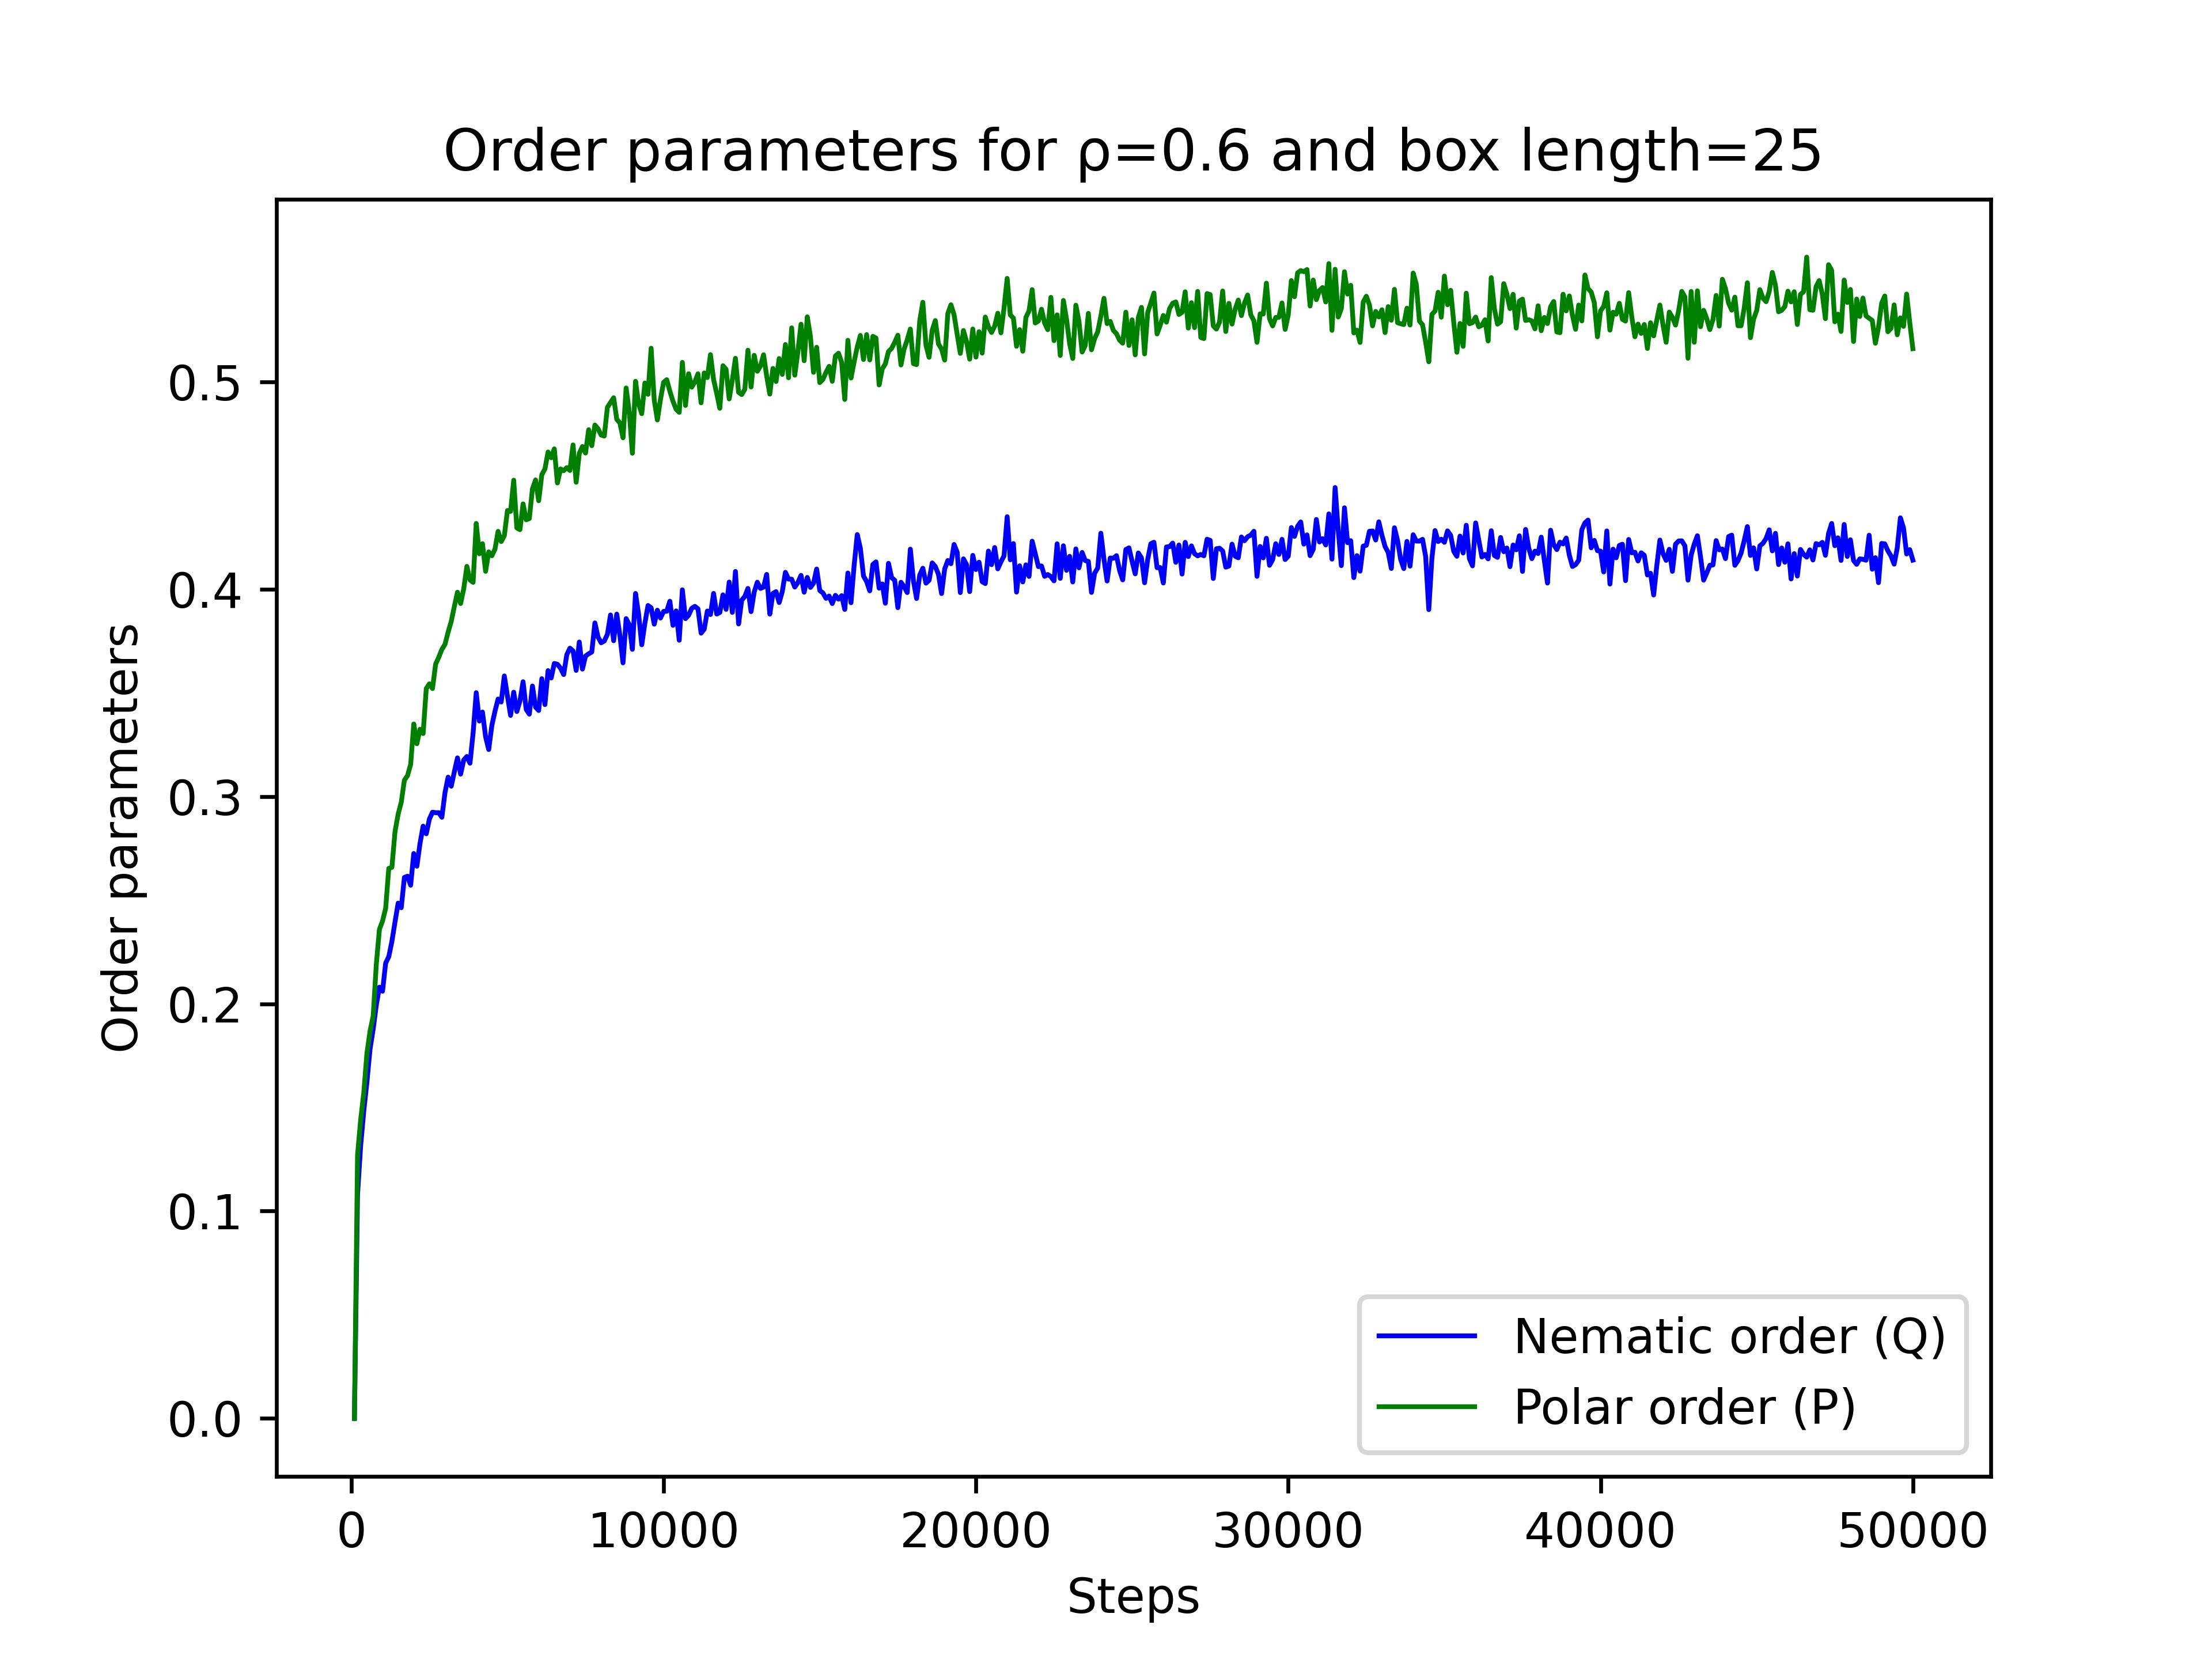 Order parameters for ρ=0.6 and box length=25
Order parameters
0.5
0.4
0.3
0.2
0.1
0.0
Nematic order (Q)
Polar order (P)
0 10000 20000 30000 40000 50000
Steps